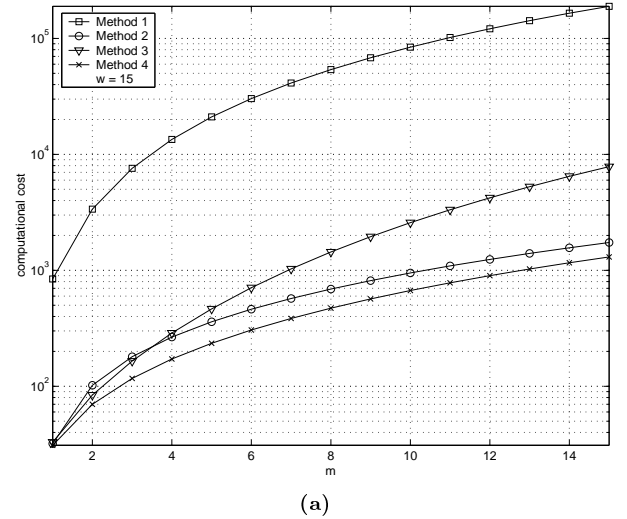 Method 1
Method 2
Method 3
Method 4
w = 15
10^5
10^4
10^3
10^2
computational cost
2 4 6 8 10 12 14
m
(a)